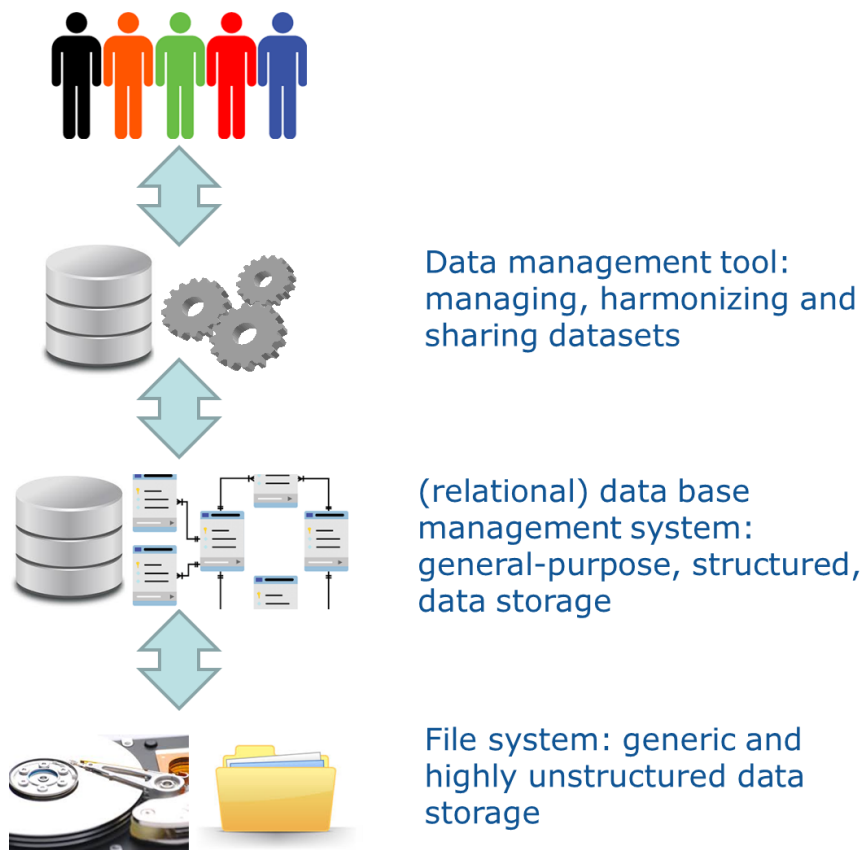 Data management tool:
managing, harmonizing and
sharing datasets
(relational) data base
management system:
general-purpose, structured,
data storage
File system: generic and
highly unstructured data
storage